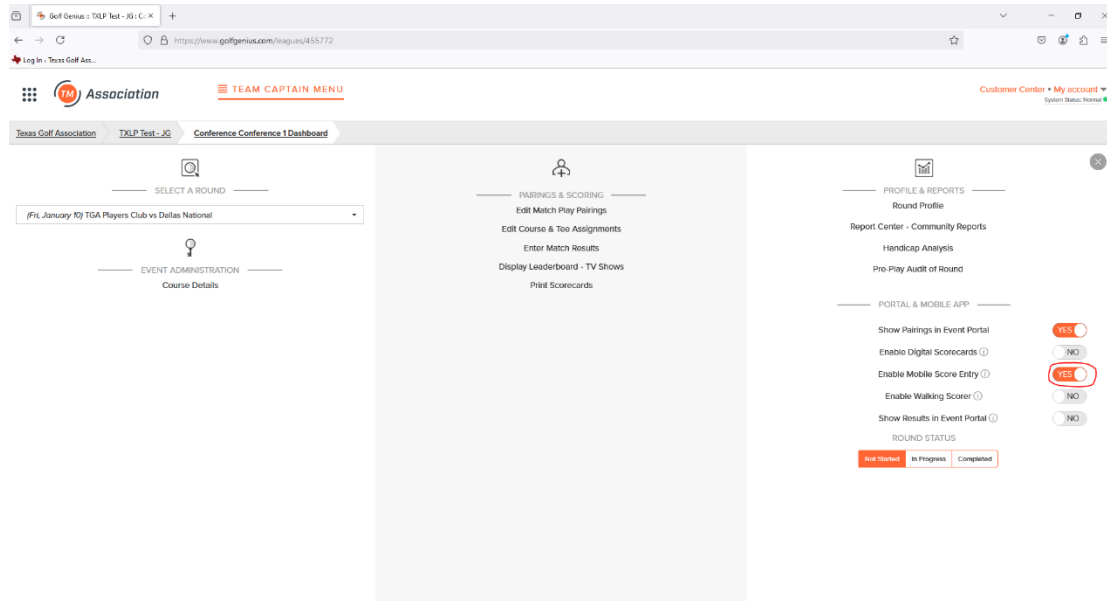 Golf Genius :: TXLP Test - JG : Co
https://www.golfgenius.com/leagues/455772
Log In - Texas Golf Ass...
TM Association
TEAM CAPTAIN MENU
Customer Center • My account
System Status: Normal
Texas Golf Association
TXLP Test - JG
Conference Conference 1 Dashboard
SELECT A ROUND
(Fri, January 10) TGA Players Club vs Dallas National
EVENT ADMINISTRATION
Course Details
PAIRINGS & SCORING
Edit Match Play Pairings
Edit Course & Tee Assignments
Enter Match Results
Display Leaderboard - TV Shows
Print Scorecards
PROFILE & REPORTS
Round Profile
Report Center - Community Reports
Handicap Analysis
Pre-Play Audit of Round
PORTAL & MOBILE APP
Show Pairings in Event Portal YES
Enable Digital Scorecards NO
Enable Mobile Score Entry YES
Enable Walking Scorer NO
Show Results in Event Portal NO
ROUND STATUS
Not Started In Progress Completed